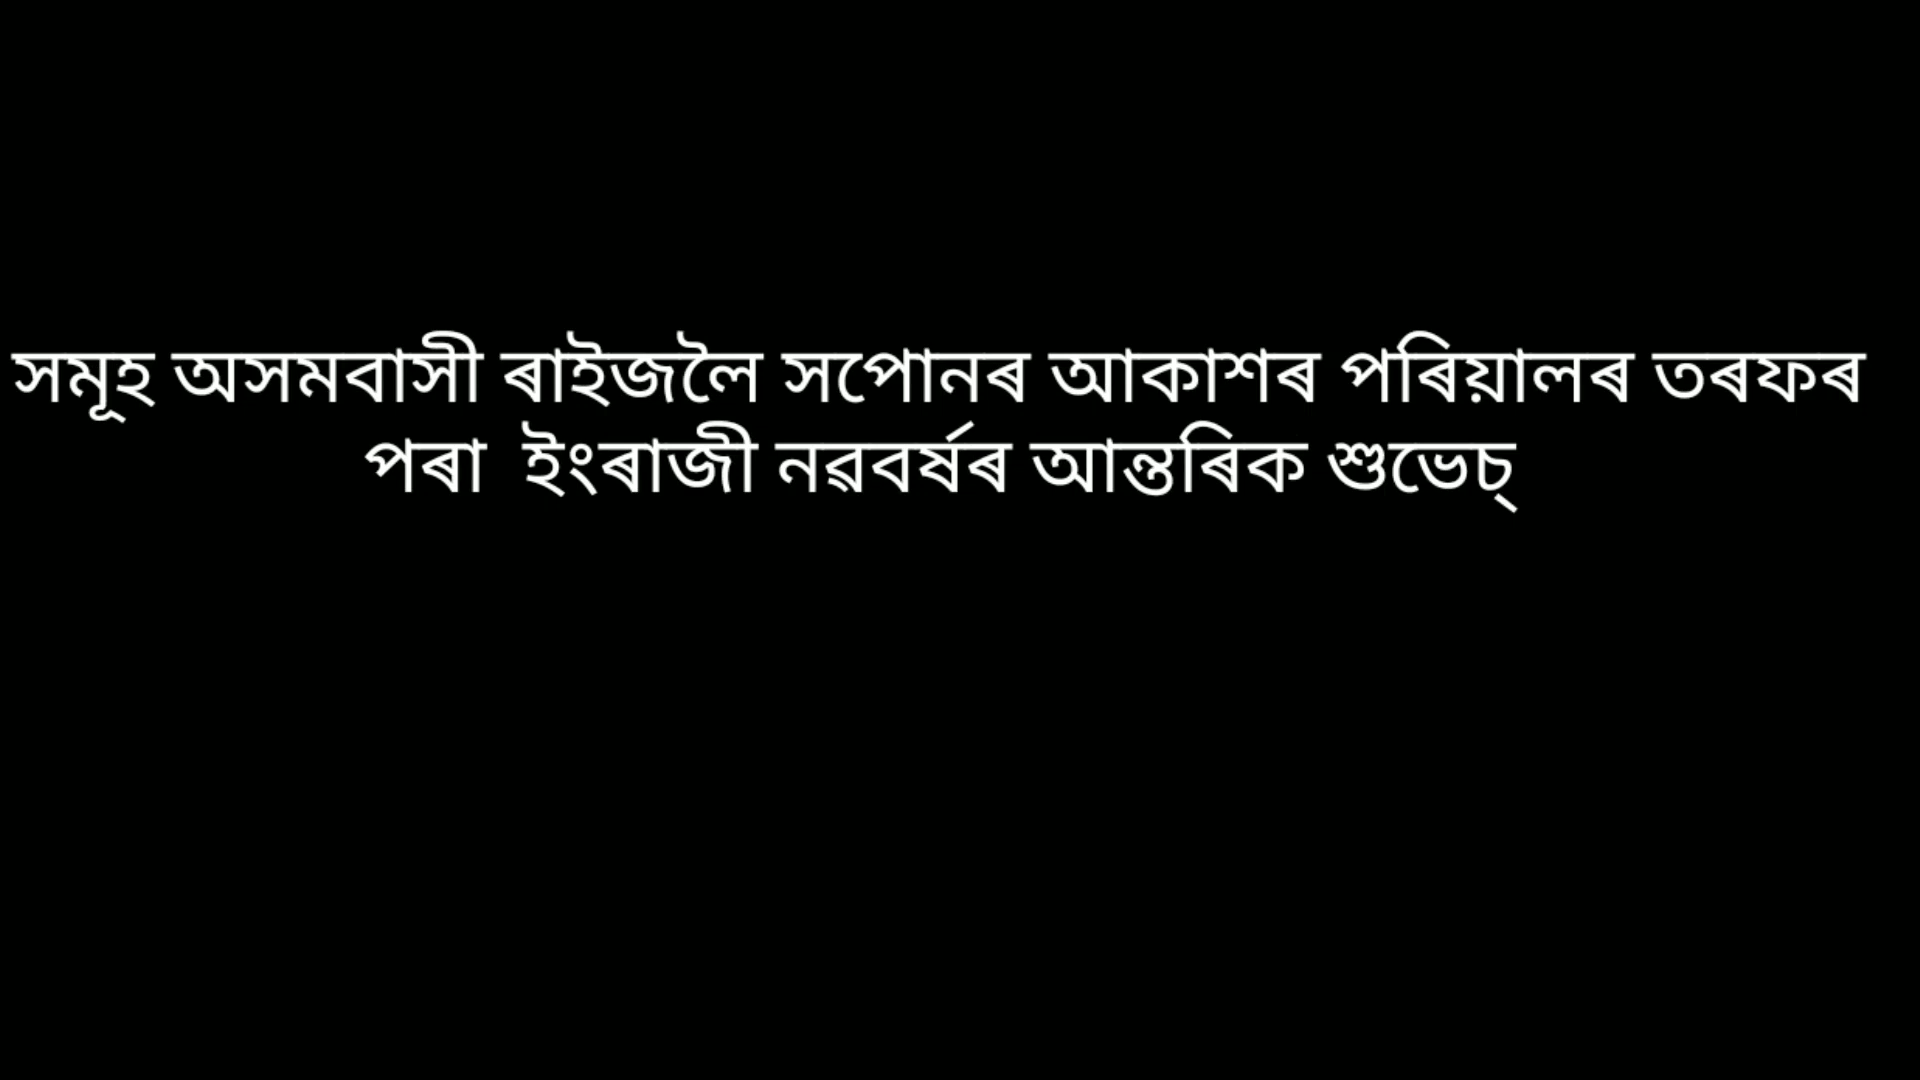 সমূহ অসমবাসী ৰাইজলৈ সপোনৰ আকাশৰ পৰিয়ালৰ তৰফৰ
পৰা  ইংৰাজী নৱবৰ্ষৰ আন্তৰিক শুভেচ্